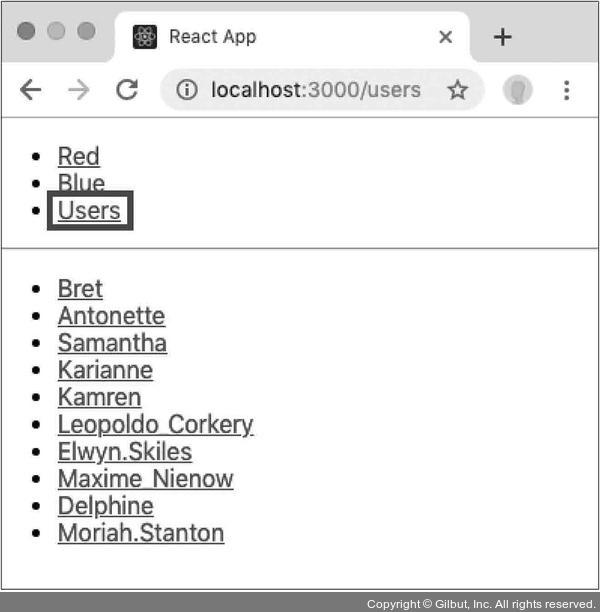 React App
localhost:3000/users
Red
Blue
Users
Bret
Antonette
Samantha
Karianne
Kamren
Leopoldo_Corkery
Elwyn.Skiles
Maxime_Nienow
Delphine
Moriah.Stanton
Copyright © Gilbut, Inc. All rights reserved.